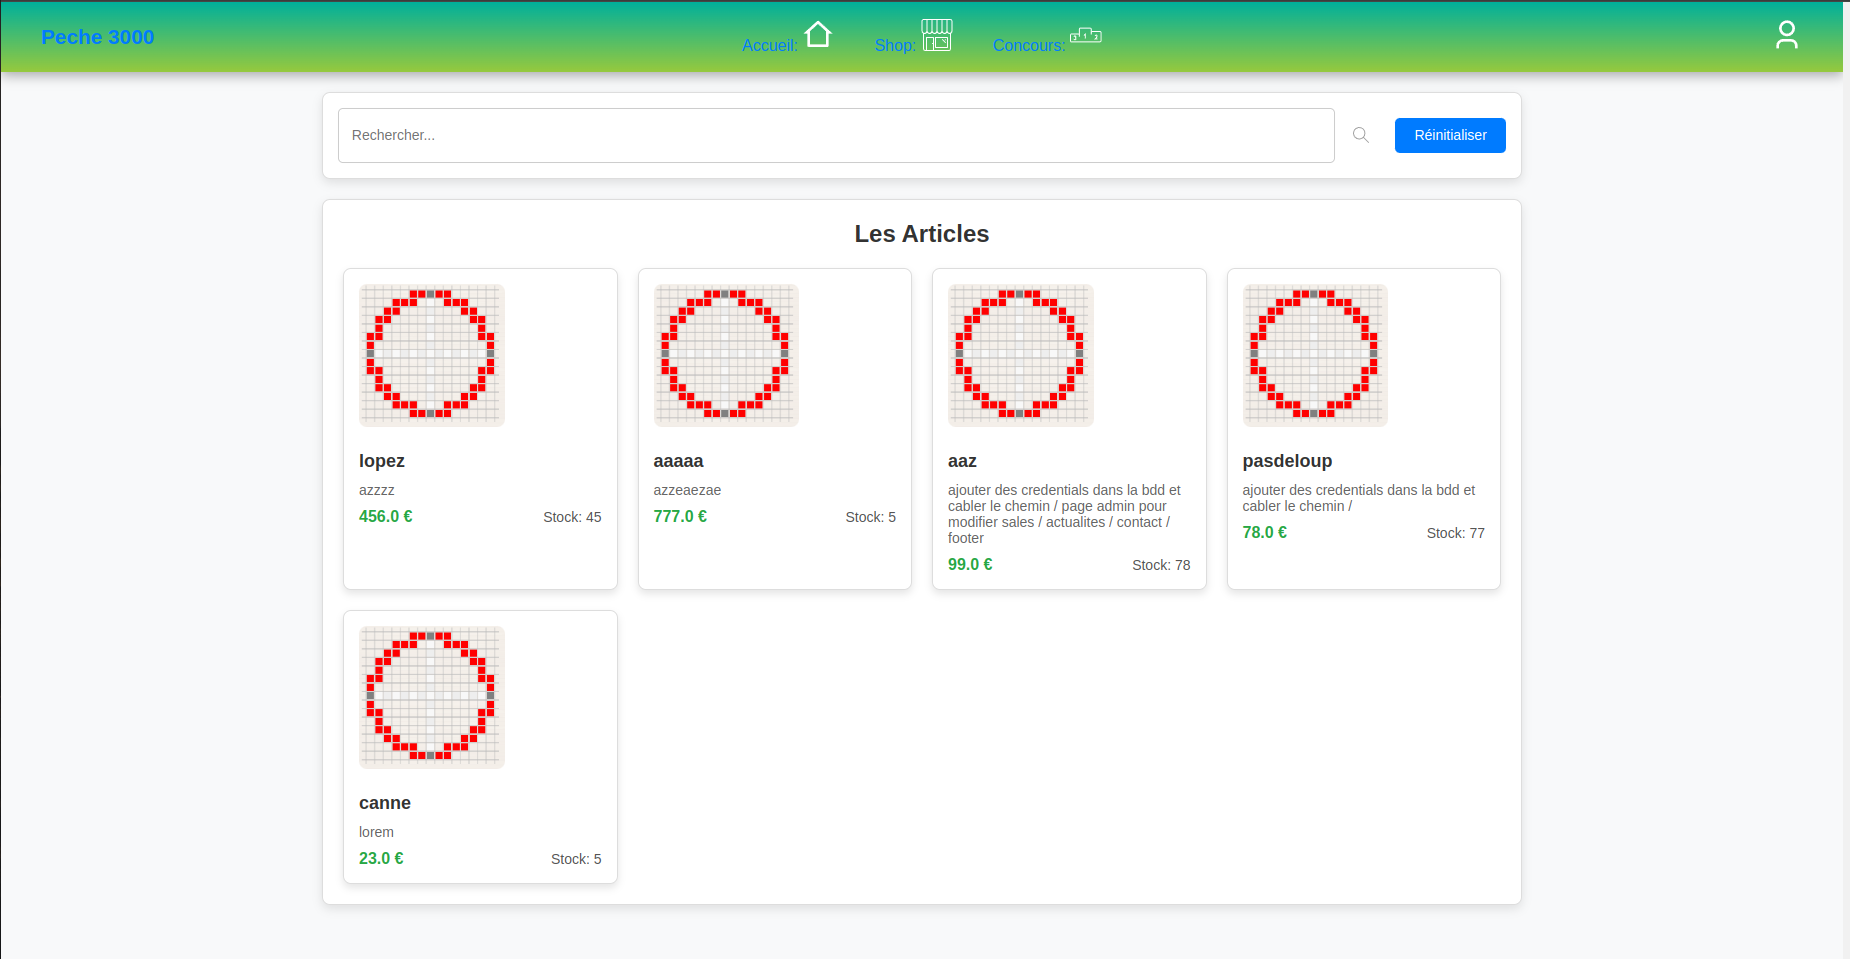 Peche 3000
Accueil:
Shop:
Concours:
3 1 3
Rechercher...
Réinitialiser
Les Articles
lopez
azzzz
456.0 € Stock: 45
aaaaa
azzeaezae
777.0 € Stock: 5
aaz
ajouter des credentials dans la bdd et
cabler le chemin / page admin pour
modifier sales / actualites / contact /
footer
99.0 € Stock: 78
pasdeloup
ajouter des credentials dans la bdd et
cabler le chemin /
78.0 € Stock: 77
canne
lorem
23.0 € Stock: 5